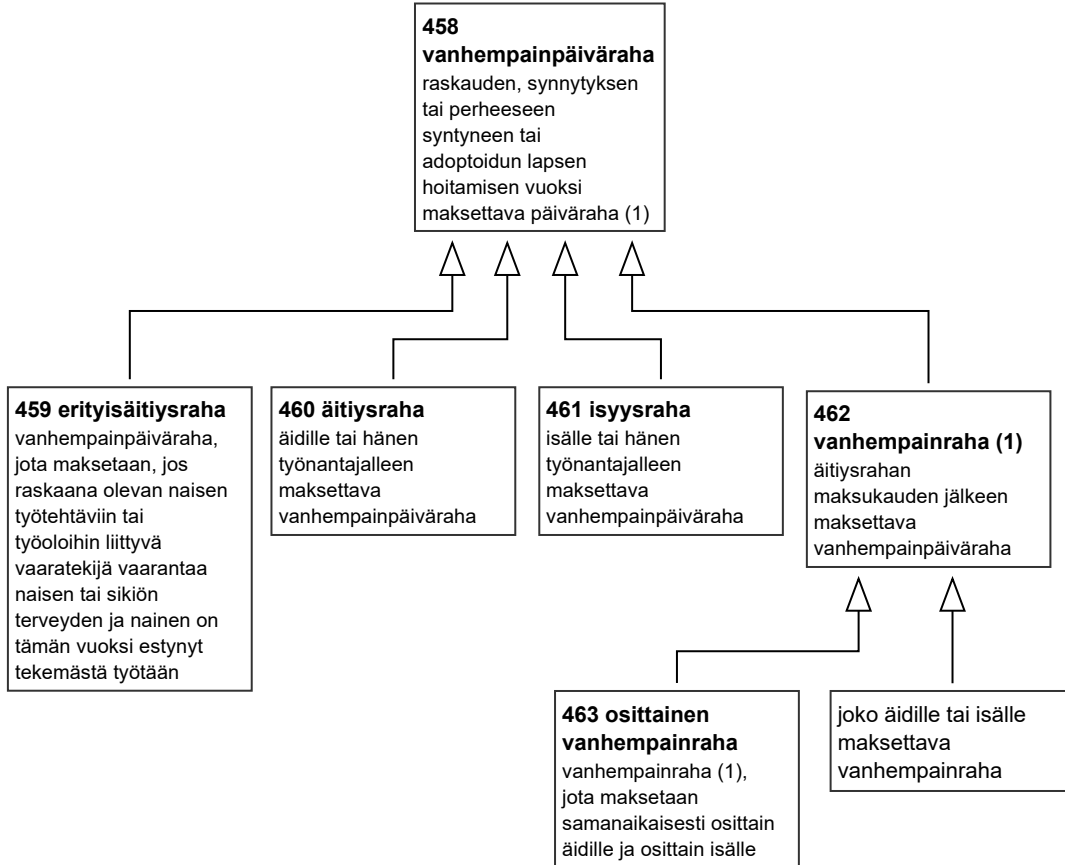 458
vanhempainpäiväraha
raskauden, synnytyksen
tai perheeseen
syntyneen tai
adoptoidun lapsen
hoitamisen vuoksi
maksettava päiväraha (1)
459 erityisäitiysraha
vanhempainpäiväraha,
jota maksetaan, jos
raskaana olevan naisen
työtehtäviin tai
työoloihin liittyvä
vaaratekijä vaarantaa
naisen tai sikiön
terveyden ja nainen on
tämän vuoksi estynyt
tekemästä työtään
460 äitiysraha
äidille tai hänen
työnantajalleen
maksettava
vanhempainpäiväraha
461 isyysraha
isälle tai hänen
työnantajalleen
maksettava
vanhempainpäiväraha
462
vanhempainraha (1)
äitiysrahan
maksukauden jälkeen
maksettava
vanhempainpäiväraha
463 osittainen
vanhempainraha
vanhempainraha (1),
jota maksetaan
samanaikaisesti osittain
äidille ja osittain isälle
joko äidille tai isälle
maksettava
vanhempainraha